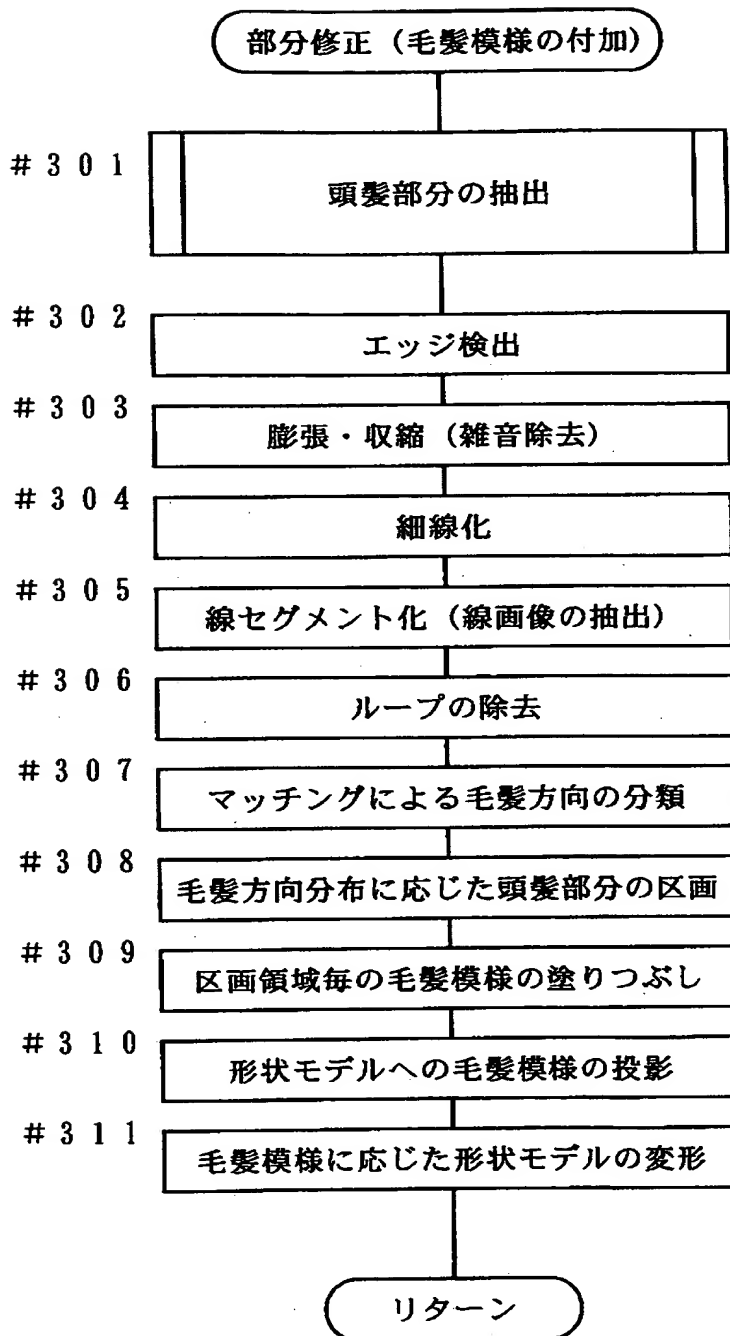 部分修正（毛髪模様の付加）
#301
頭髪部分の抽出
#302
エッジ検出
#303
膨張・収縮（雑音除去）
#304
細線化
#305
線セグメント化（線画像の抽出）
#306
ループの除去
#307
マッチングによる毛髪方向の分類
#308
毛髪方向分布に応じた頭髪部分の区画
#309
区画領域毎の毛髪模様の塗りつぶし
#310
形状モデルへの毛髪模様の投影
#311
毛髪模様に応じた形状モデルの変形
リターン